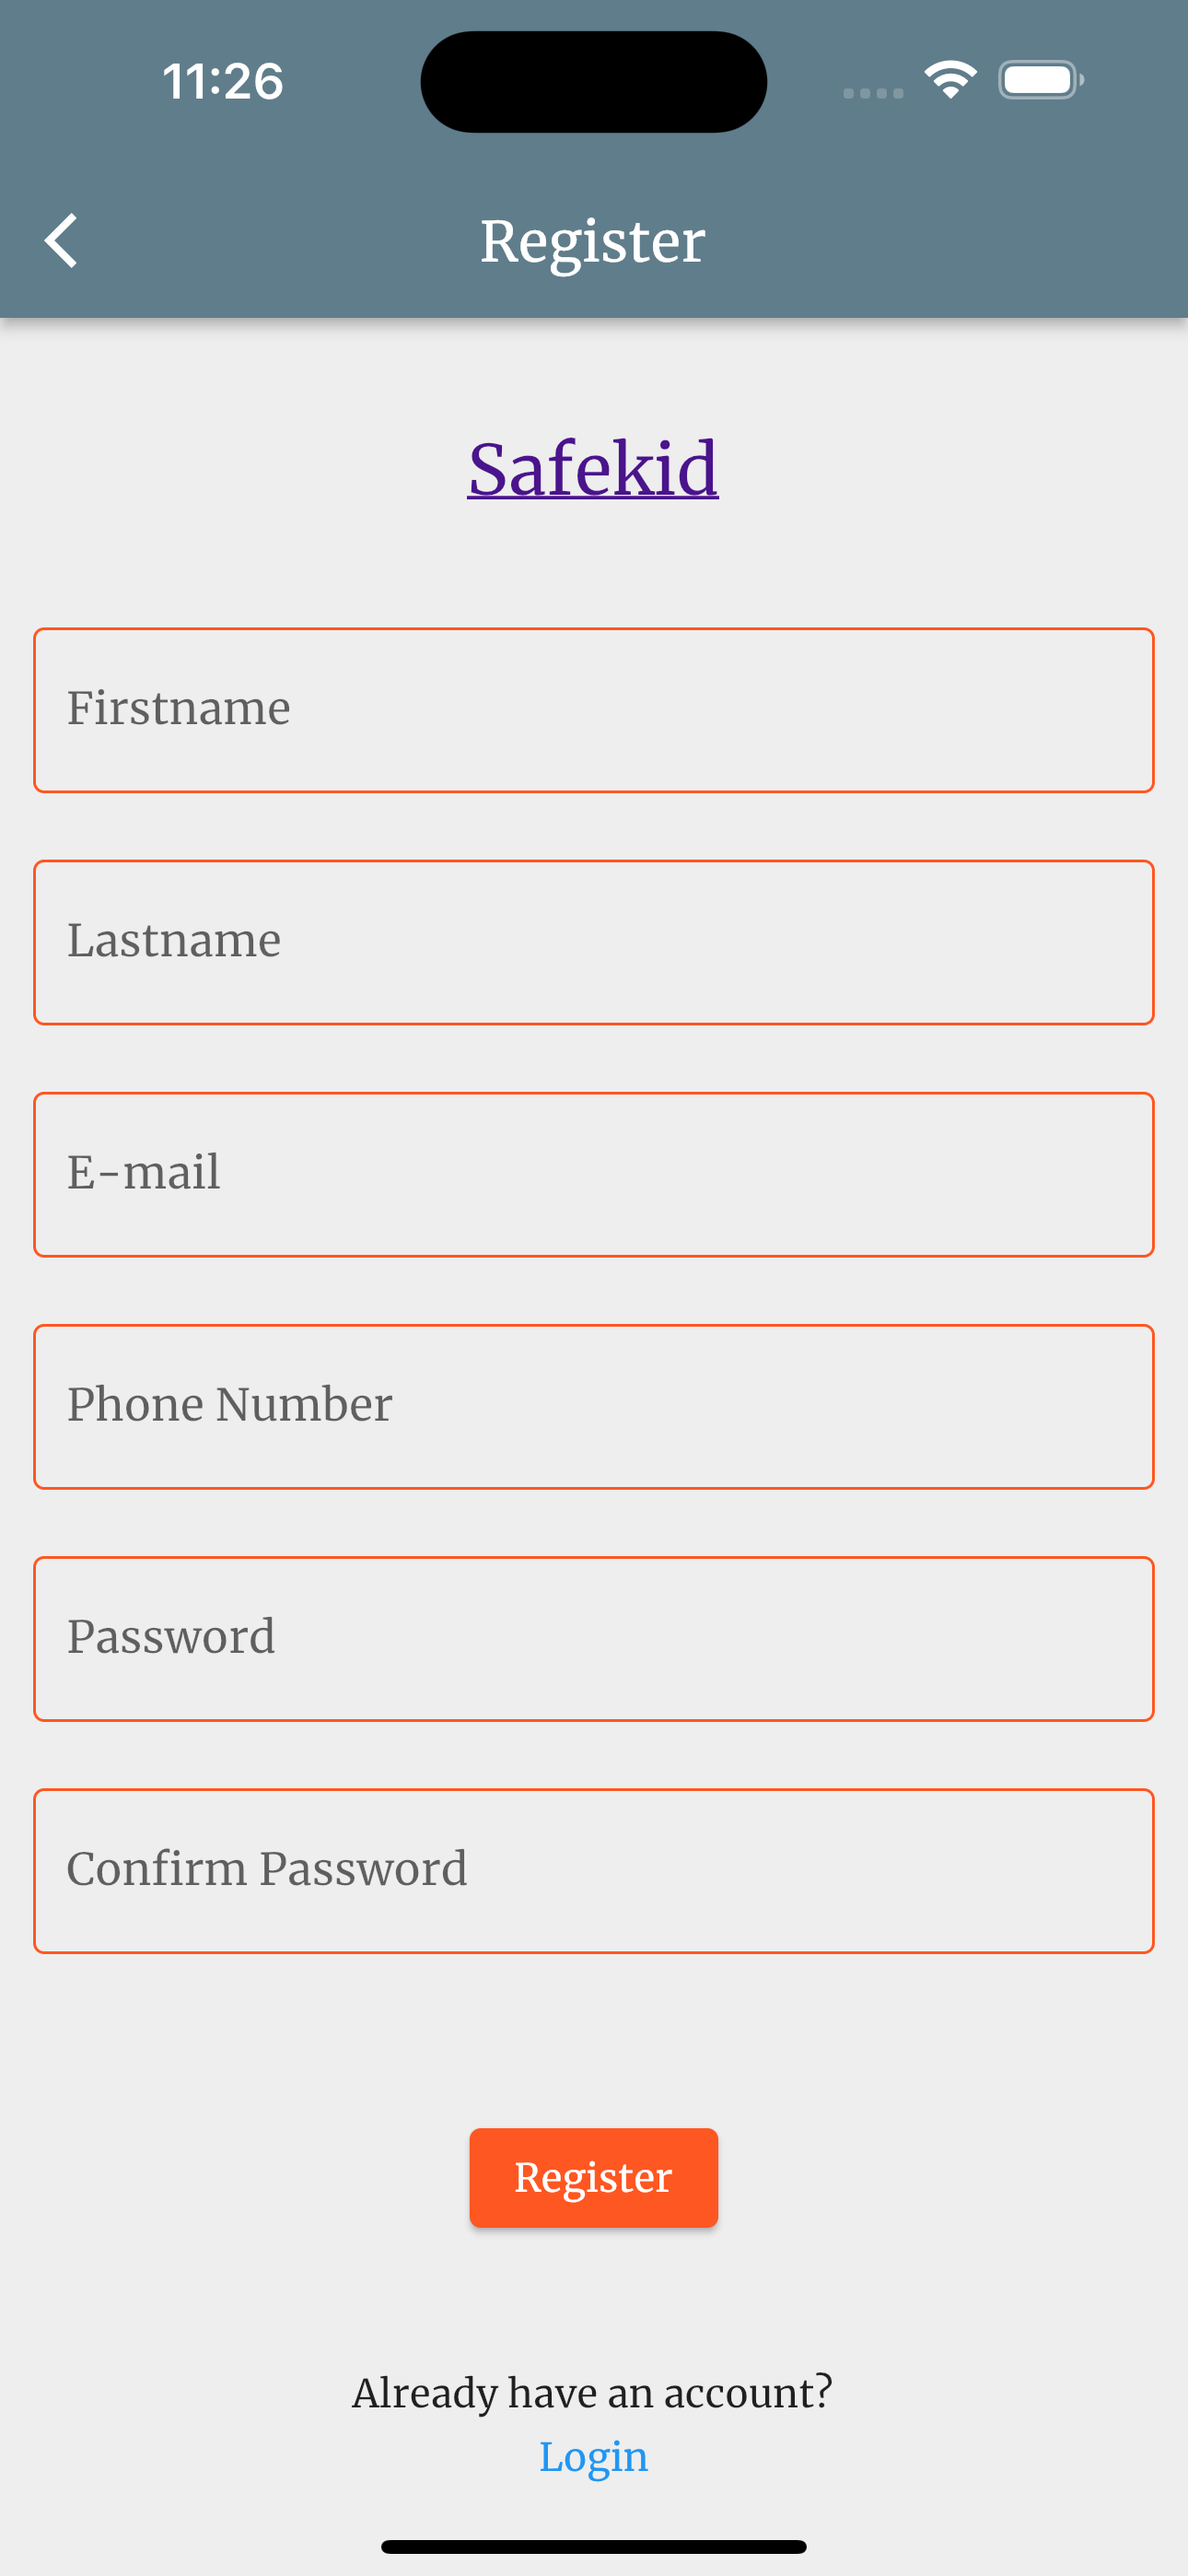 11:26
Register
Safekid
Firstname
Lastname
E-mail
Phone Number
Password
Confirm Password
Register
Already have an account?
Login